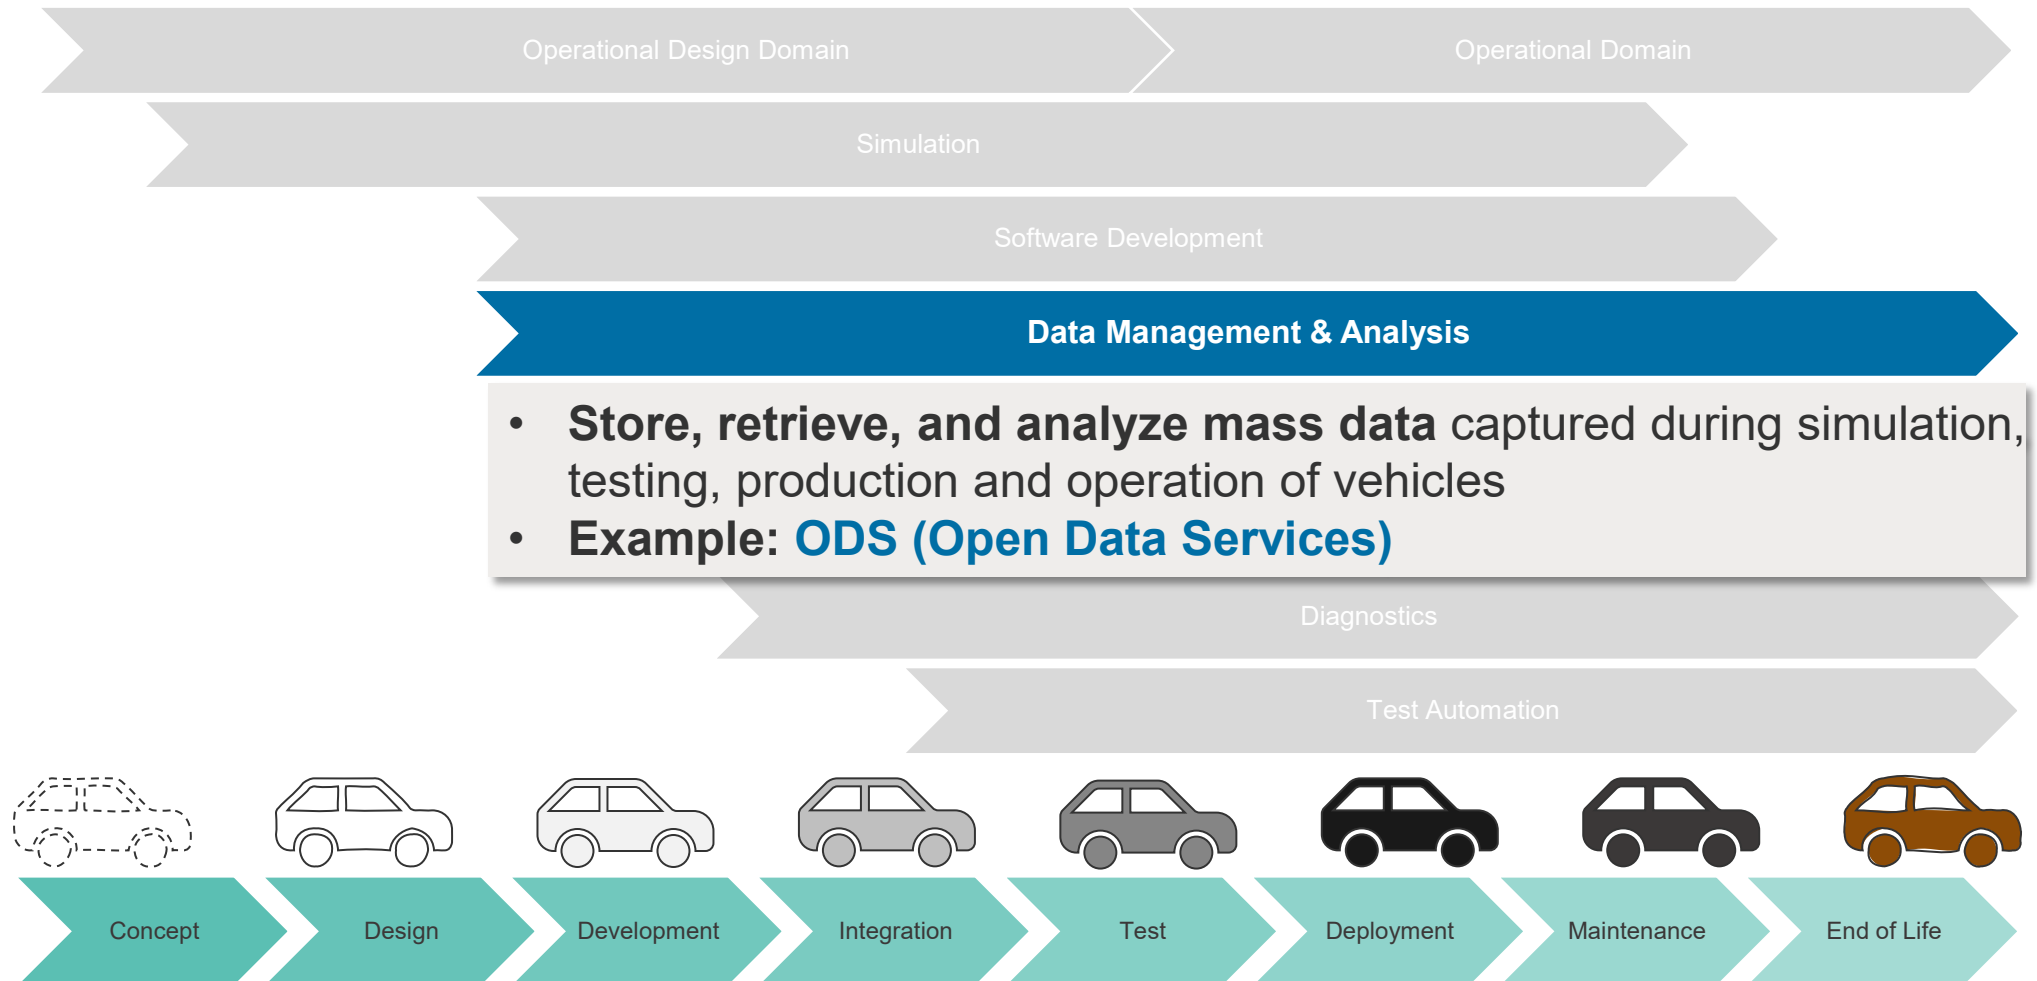 Operational Design Domain
Operational Domain
Simulation
Software Development
Data Management & Analysis
• Store, retrieve, and analyze mass data captured during simulation,
testing, production and operation of vehicles
• Example: ODS (Open Data Services)
Diagnostics
Test Automation
Concept
Design
Development
Integration
Test
Deployment
Maintenance
End of Life